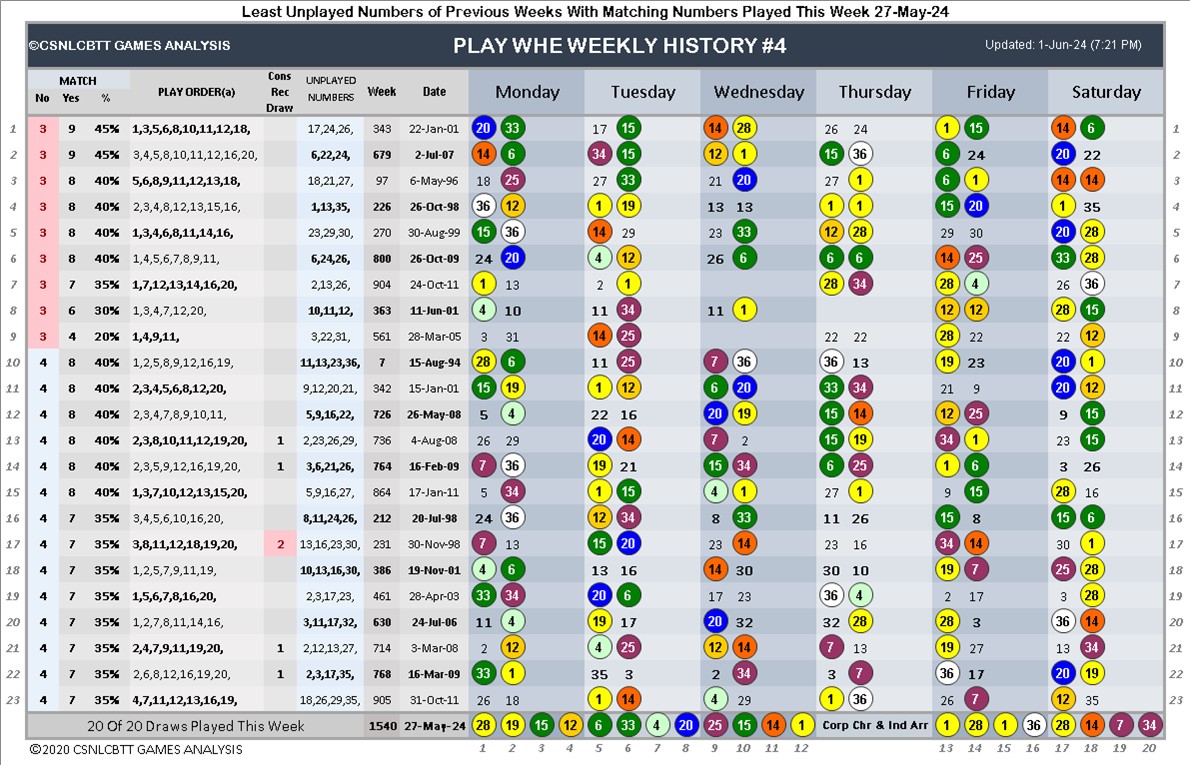 Least Unplayed Numbers of Previous Weeks With Matching Numbers Played This Week 27-May-24
©CSNLCBTT GAMES ANALYSIS PLAY WHE WEEKLY HISTORY #4 Updated: 1-Jun-24 (7:21 PM)
MATCH Cons
No Yes % PLAY ORDER(a) Rec UNPLAYED NUMBERS Week Date Monday Tuesday Wednesday Thursday Friday Saturday
Draw
1 3 9 45% 1,3,5,6,8,10,11,12,18, 17,24,26, 343 22-Jan-01 20 33 17 15 14 28 26 24 1 15 14 6 1
2 3 9 45% 3,4,5,8,10,11,12,16,20, 6,22,24, 679 2-Jul-07 14 6 34 15 12 1 15 36 6 24 20 22 2
3 3 8 40% 5,6,8,9,11,12,13,18, 18,21,27, 97 6-May-96 18 25 27 33 21 20 27 1 6 1 14 14 3
4 3 8 40% 2,3,4,8,12,13,15,16, 1,13,35, 226 26-Oct-98 36 12 1 19 13 13 1 1 15 20 1 35 4
5 3 8 40% 1,3,4,6,8,11,14,16, 23,29,30, 270 30-Aug-99 15 36 14 29 23 33 12 28 29 30 20 28 5
6 3 8 40% 1,4,5,6,7,8,9,11, 6,24,26, 800 26-Oct-09 24 20 4 12 26 6 6 6 14 25 33 28 6
7 3 7 35% 1,7,12,13,14,16,20, 2,13,26, 904 24-Oct-11 1 13 2 1 28 34 28 4 26 36 7
8 3 6 30% 1,3,4,7,12,20, 10,11,12, 363 11-Jun-01 4 10 11 34 11 1 12 12 28 15 8
9 3 4 20% 1,4,9,11, 3,22,31, 561 28-Mar-05 3 31 14 25 22 22 28 22 22 12 9
10 4 8 40% 1,2,5,8,9,12,16,19, 11,13,23,36, 7 15-Aug-94 28 6 11 25 7 36 36 13 19 23 20 1 10
11 4 8 40% 2,3,4,5,6,8,12,20, 9,12,20,21, 342 15-Jan-01 15 19 1 12 6 20 33 34 21 9 20 12 11
12 4 8 40% 2,3,4,7,8,9,10,11, 5,9,16,22, 726 26-May-08 5 4 22 16 20 19 15 14 12 25 9 15 12
13 4 8 40% 2,3,8,10,11,12,19,20, 1 2,23,26,29, 736 4-Aug-08 26 29 20 14 7 2 15 19 34 1 23 15 13
14 4 8 40% 2,3,5,9,12,16,19,20, 1 3,6,21,26, 764 16-Feb-09 7 36 19 21 15 34 6 25 1 6 3 26 14
15 4 8 40% 1,3,7,10,12,13,15,20, 5,9,16,27, 864 17-Jan-11 5 34 1 15 4 1 27 1 9 15 28 16 15
16 4 7 35% 3,4,5,6,10,16,20, 8,11,24,26, 212 20-Jul-98 24 36 12 34 8 33 11 26 15 8 15 6 16
17 4 7 35% 3,8,11,12,18,19,20, 2 13,16,23,30, 231 30-Nov-98 7 13 15 20 23 14 23 16 34 14 30 1 17
18 4 7 35% 1,2,5,7,9,11,19, 10,13,16,30, 386 19-Nov-01 4 6 13 16 14 30 30 10 19 7 25 28 18
19 4 7 35% 1,5,6,7,8,16,20, 2,3,17,23, 461 28-Apr-03 33 34 20 6 17 23 36 4 2 17 3 28 19
20 4 7 35% 1,2,7,8,11,14,16, 3,11,17,32, 630 24-Jul-06 11 4 19 17 20 32 32 28 28 3 36 14 20
21 4 7 35% 2,4,7,9,11,19,20, 1 2,12,13,27, 714 3-Mar-08 2 12 4 25 12 14 7 13 19 27 13 34 21
22 4 7 35% 2,6,8,12,16,19,20, 1 2,3,17,35, 768 16-Mar-09 33 1 35 3 2 34 3 7 36 17 20 19 22
23 4 7 35% 4,7,11,12,13,16,19, 18,26,29,35, 905 31-Oct-11 26 18 1 14 4 29 1 36 26 7 12 35 23
20 Of 20 Draws Played This Week 1540 27-May-24 28 19 15 12 6 33 4 20 25 15 14 1 Corp Chr & Ind Arr 1 28 1 36 28 14 7 34
©2020 CSNLCBTT GAMES ANALYSIS 1 2 3 4 5 6 7 8 9 10 11 12 13 14 15 16 17 18 19 20